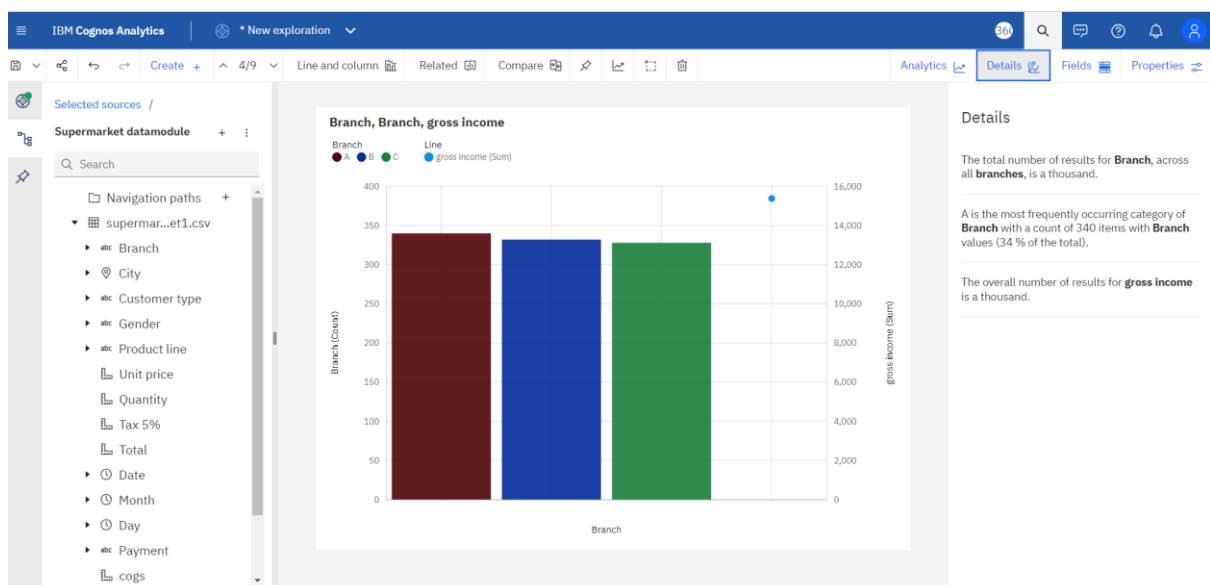 IBM Cognos Analytics
* New exploration
Create +
4/9
Line and column
Related
Compare
Analytics
Details
Fields
Properties
Selected sources /
Supermarket datamodule
Search
Navigation paths
supermar...et1.csv
abc Branch
City
abc Customer type
abc Gender
abc Product line
Unit price
Quantity
Tax 5%
Total
Date
Month
Day
abc Payment
cogs
Branch, Branch, gross income
Branch
A B C
Line
gross income (Sum)
400
350
300
250
200
150
100
50
0
Branch (Count)
16,000
14,000
12,000
10,000
8,000
6,000
4,000
2,000
0
gross income (Sum)
Branch
Details
The total number of results for Branch, across
all branches, is a thousand.
A is the most frequently occurring category of
Branch with a count of 340 items with Branch
values (34 % of the total).
The overall number of results for gross income
is a thousand.